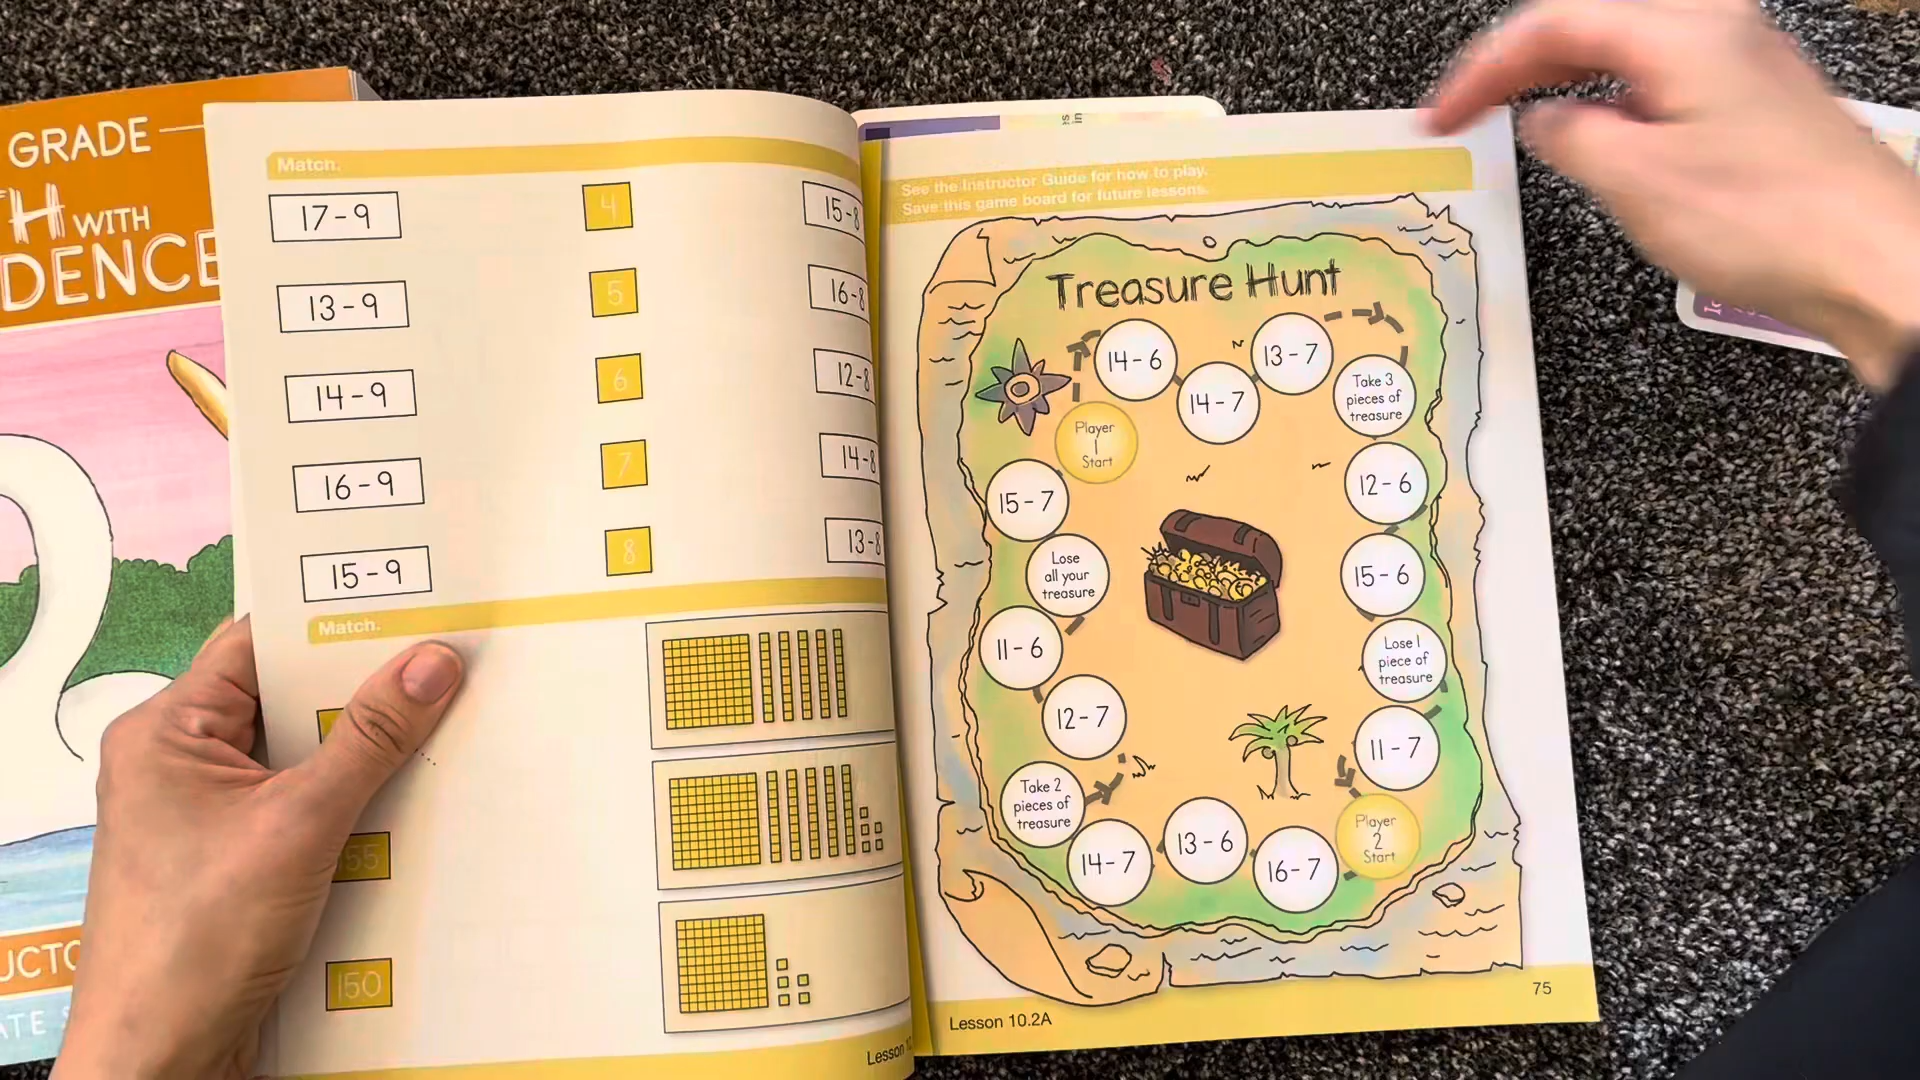 GRADE
H WITH
DENCE
Match.
17-9
4
15-8
13-9
5
16-8
14-9
6
12-8
16-9
7
14-8
15-9
8
13-8
Match.
55
150
Lesson 10
See the Instructor Guide for how to play.
Save this game board for future lessons.
Treasure Hunt
14-6
14-7
13-7
Take 3
pieces of
treasure
Player
1
Start
12-6
15-7
15-6
Lose
all your
treasure
Lose 1
piece of
treasure
11-6
11-7
12-7
Take 2
pieces of
treasure
Player
2
Start
14-7
13-6
16-7
Lesson 10.2A
75